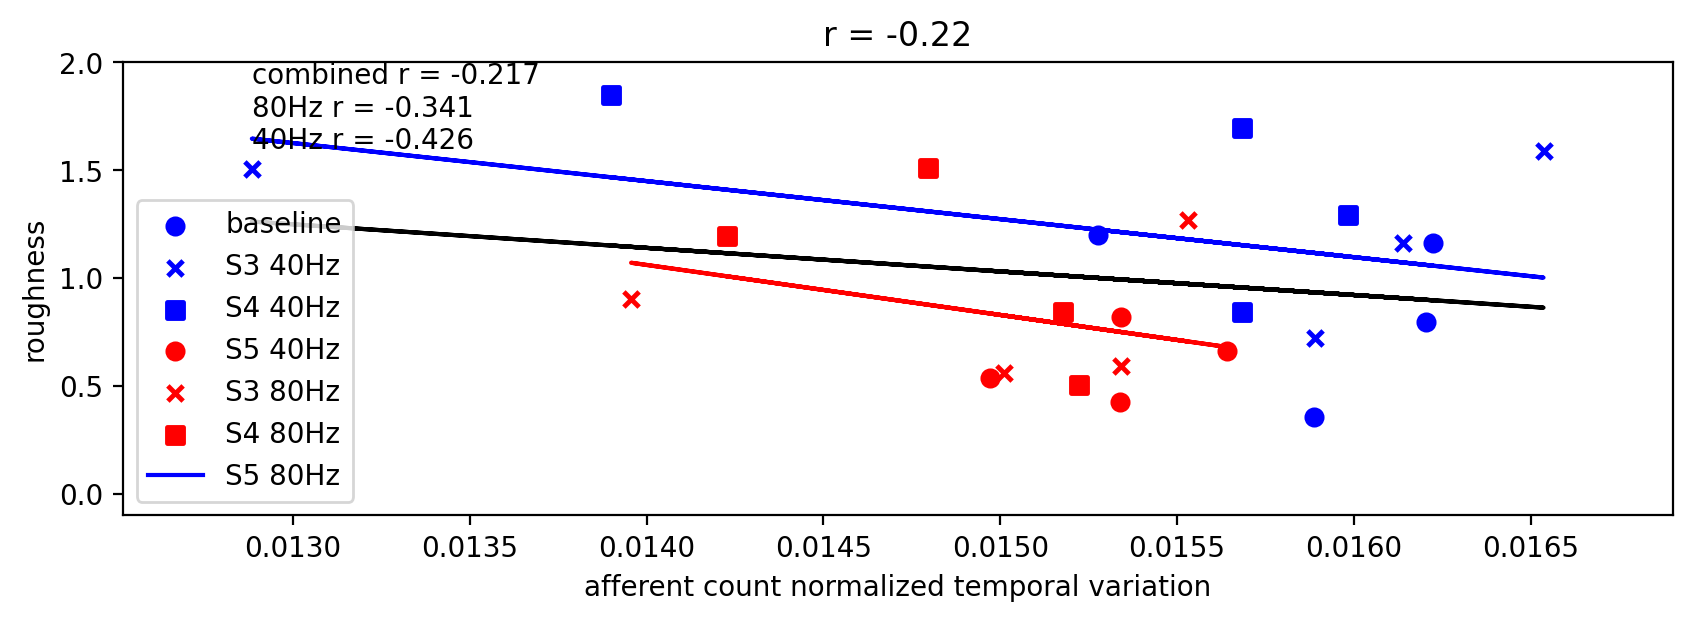 r = -0.22
combined r = -0.217
80Hz r = -0.341
40Hz r = -0.426
2.0
1.5
1.0
0.5
0.0
roughness
baseline
S3 40Hz
S4 40Hz
S5 40Hz
S3 80Hz
S4 80Hz
S5 80Hz
0.0130 0.0135 0.0140 0.0145 0.0150 0.0155 0.0160 0.0165
afferent count normalized temporal variation